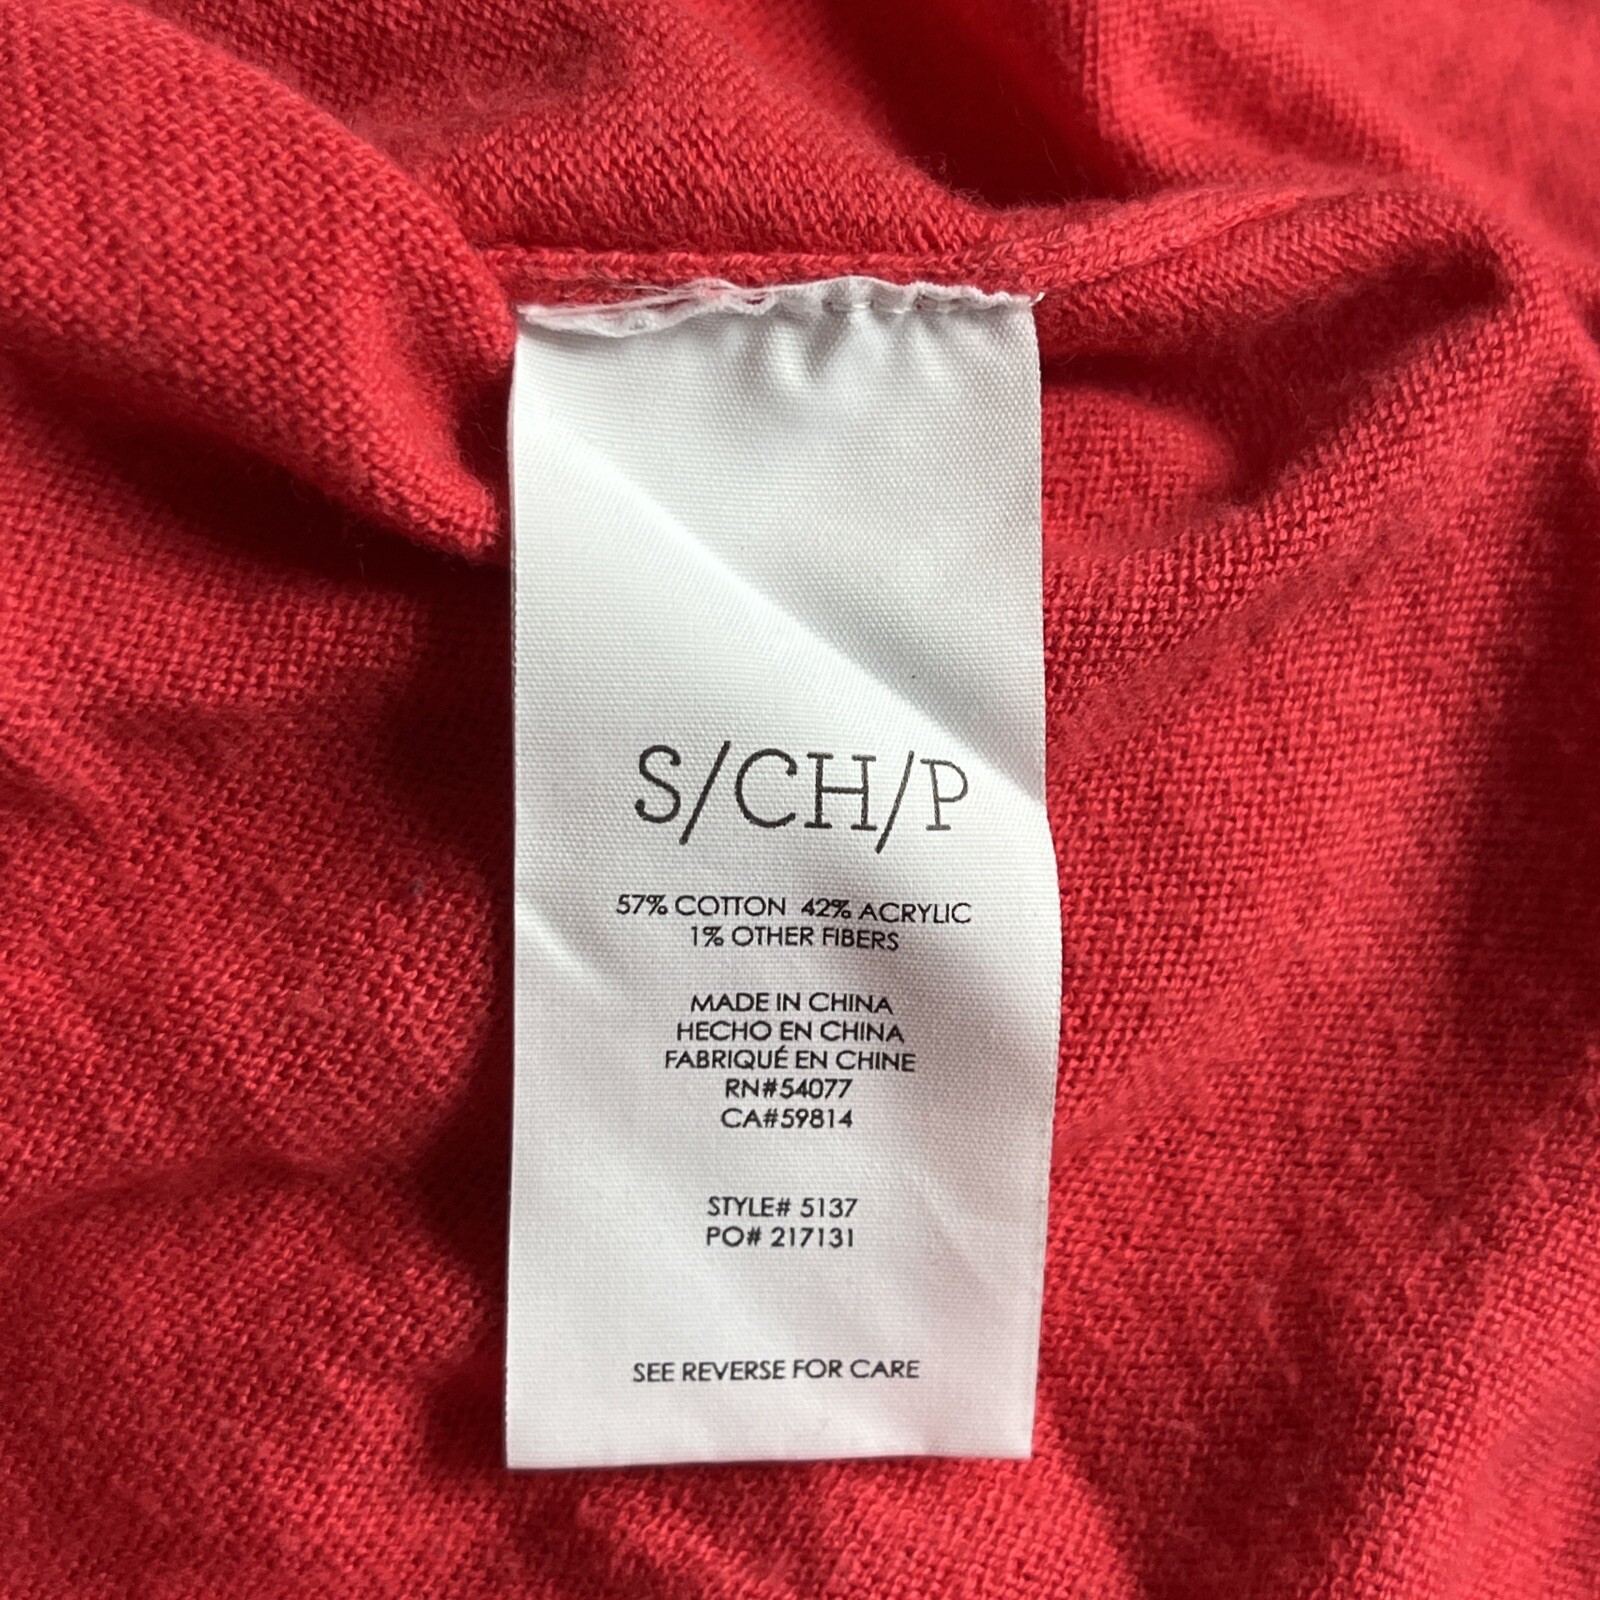 S/CH/P
57% COTTON 42% ACRYLIC
1% OTHER FIBERS
MADE IN CHINA
HECHO EN CHINA
FABRIQUÉ EN CHINE
RN#54077
CA#59814
STYLE# 5137
PO# 217131
SEE REVERSE FOR CARE